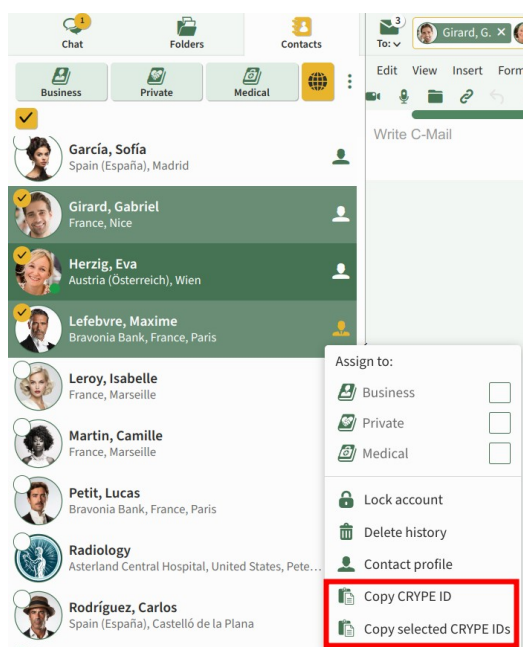 1
Chat
Folders
Contacts
3
To:
Girard, G. ×
Business
Private
Medical
Edit View Insert Form
Write C-Mail
García, Sofía
Spain (España), Madrid
Girard, Gabriel
France, Nice
Herzig, Eva
Austria (Österreich), Wien
Lefebvre, Maxime
Bravonia Bank, France, Paris
Leroy, Isabelle
France, Marseille
Martin, Camille
France, Marseille
Petit, Lucas
Bravonia Bank, France, Paris
Radiology
Asterland Central Hospital, United States, Pete...
Rodríguez, Carlos
Spain (España), Castelló de la Plana
Assign to:
Business
Private
Medical
Lock account
Delete history
Contact profile
Copy CRYPE ID
Copy selected CRYPE IDs